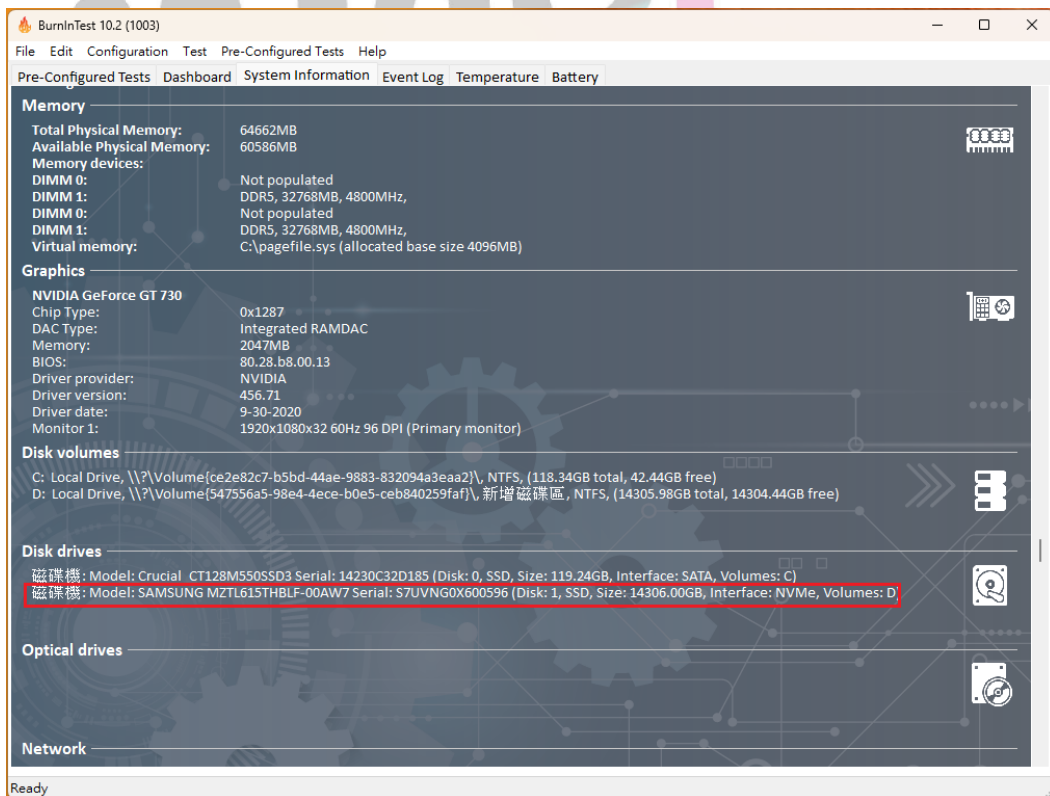 BurnInTest 10.2 (1003)
File Edit Configuration Test Pre-Configured Tests Help
Pre-Configured Tests Dashboard System Information Event Log Temperature Battery
Memory
Total Physical Memory: 64662MB
Available Physical Memory: 60586MB
Memory devices:
DIMM 0: Not populated
DIMM 1: DDR5, 32768MB, 4800MHz,
DIMM 0: Not populated
DIMM 1: DDR5, 32768MB, 4800MHz,
Virtual memory: C:\pagefile.sys (allocated base size 4096MB)
Graphics
NVIDIA GeForce GT 730
Chip Type: 0x1287
DAC Type: Integrated RAMDAC
Memory: 2047MB
BIOS: 80.28.b8.00.13
Driver provider: NVIDIA
Driver version: 456.71
Driver date: 9-30-2020
Monitor 1: 1920x1080x32 60Hz 96 DPI (Primary monitor)
Disk volumes
C: Local Drive, \\?\Volume{ce2e82c7-b5bd-44ae-9883-832094a3eaa2}\, NTFS, (118.34GB total, 42.44GB free)
D: Local Drive, \\?\Volume{547556a5-98e4-4ece-b0e5-ceb840259faf}\, 新增磁碟區, NTFS, (14305.98GB total, 14304.44GB free)
Disk drives
磁碟機: Model: Crucial CT128M550SSD3 Serial: 14230C32D185 (Disk: 0, SSD, Size: 119.24GB, Interface: SATA, Volumes: C)
磁碟機: Model: SAMSUNG MZTL615THBLF-00AW7 Serial: S7UVNG0X600596 (Disk: 1, SSD, Size: 14306.00GB, Interface: NVMe, Volumes: D)
Optical drives
Network
Ready